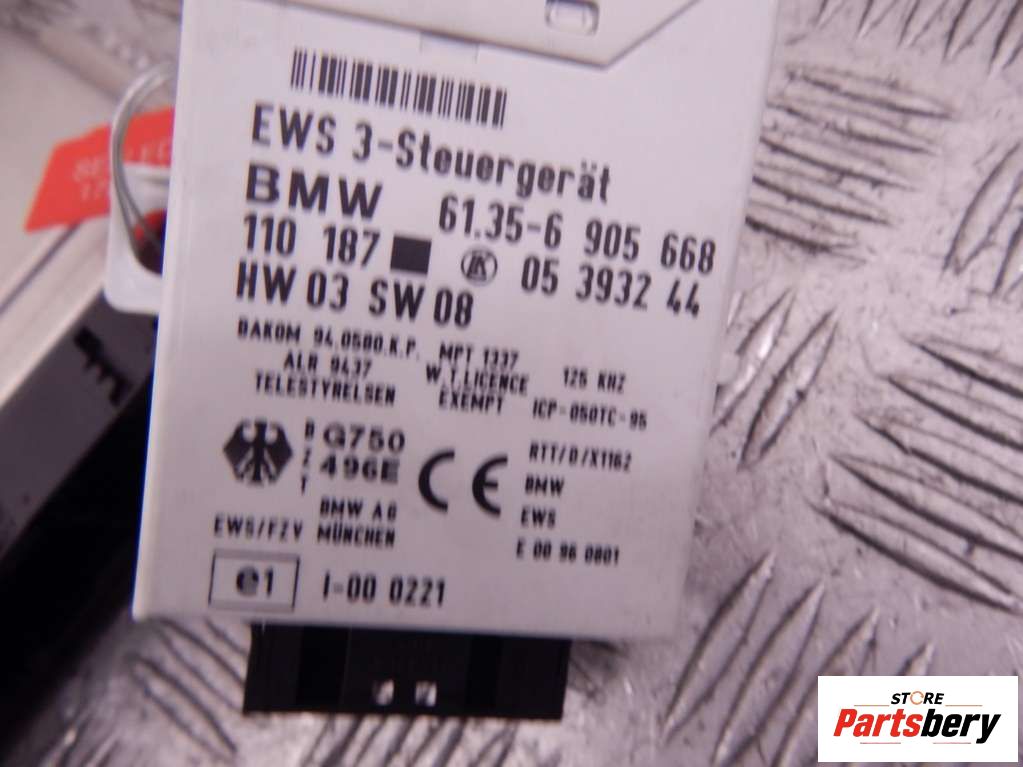 EWS 3-Steuergerät
BMW 61.35-6 905 668
110 187 K 05 3932 44
HW 03 SW 08
BAKOM 94.0580.K.P. MPT 1337 125 KHZ
ALR 9437 W.T.LICENCE
TELESTYRELSEN EXEMPT ICP-050TC-95
BZT G750 496E CE RTT/D/X1162
BMW
BMW AG EWS
EWS/FZV MÜNCHEN E 00 96 0801
e1 I-00 0221
STORE
Partsbery